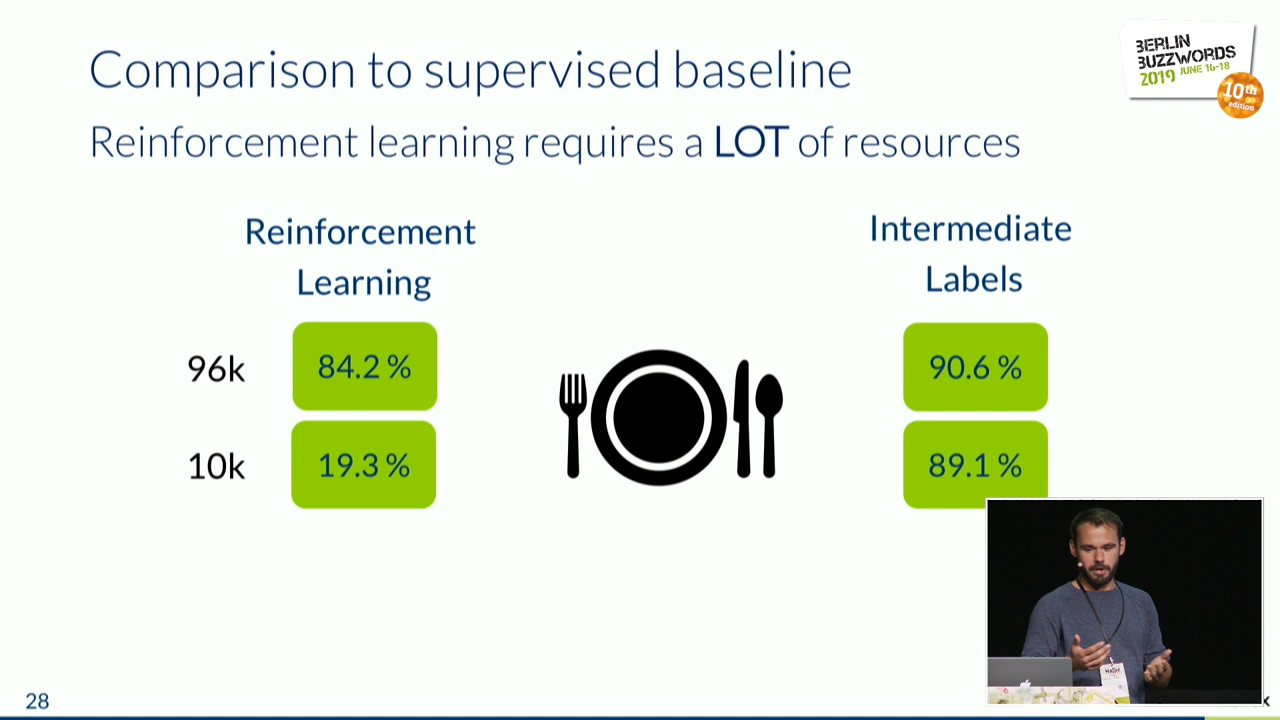 Comparison to supervised baseline
BERLIN
BUZZWORDS
2019 JUNE 16-18
10th
edition
Reinforcement learning requires a LOT of resources
Reinforcement
Learning
Intermediate
Labels
96k
84.2 %
90.6 %
10k
19.3 %
89.1 %
28
x